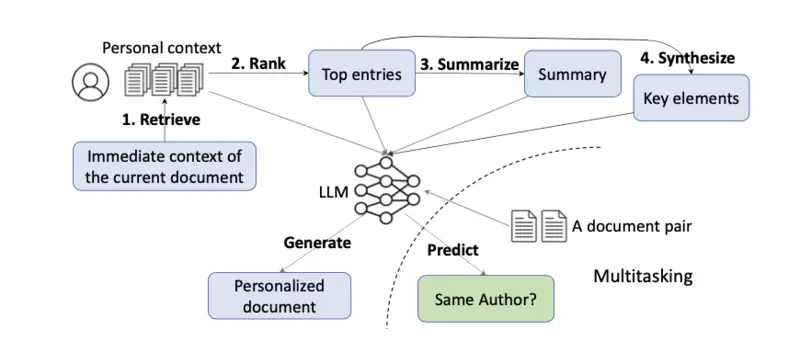 Personal context
2. Rank
Top entries
3. Summarize
Summary
4. Synthesize
Key elements
1. Retrieve
Immediate context of
the current document
LLM
A document pair
Generate
Predict
Multitasking
Personalized
document
Same Author?